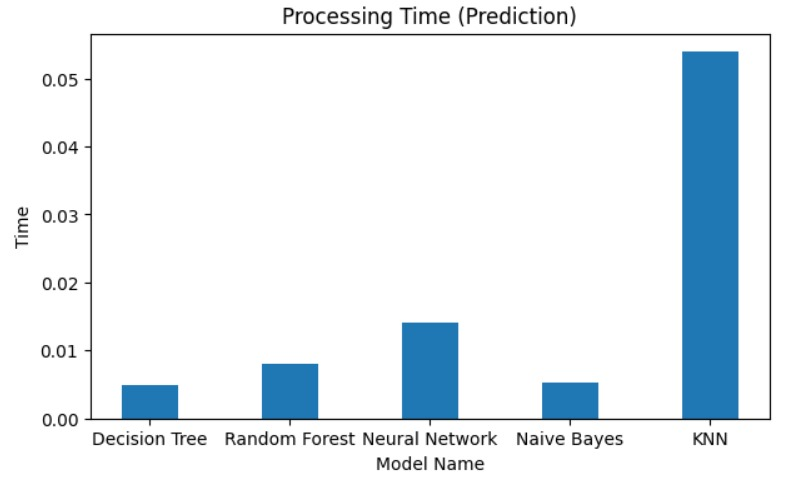 Processing Time (Prediction)
Time
0.05
0.04
0.03
0.02
0.01
0.00
Decision Tree Random Forest Neural Network Naive Bayes KNN
Model Name